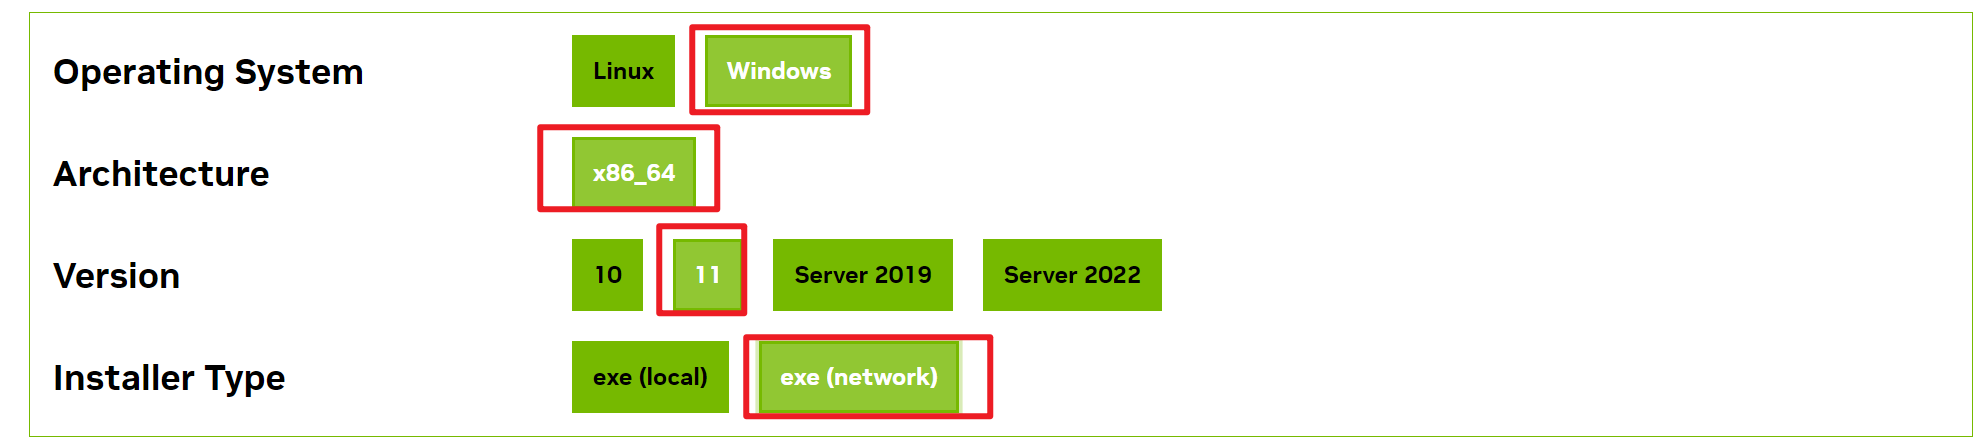 Operating System Linux Windows
Architecture x86_64
Version 10 11 Server 2019 Server 2022
Installer Type exe (local) exe (network)